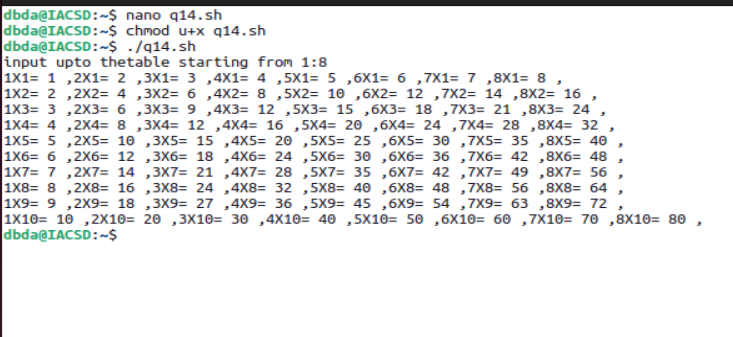 dbda@IACSD:~$ nano q14.sh
dbda@IACSD:~$ chmod u+x q14.sh
dbda@IACSD:~$ ./q14.sh
input upto thetable starting from 1:8
1X1= 1 ,2X1= 2 ,3X1= 3 ,4X1= 4 ,5X1= 5 ,6X1= 6 ,7X1= 7 ,8X1= 8 ,
1X2= 2 ,2X2= 4 ,3X2= 6 ,4X2= 8 ,5X2= 10 ,6X2= 12 ,7X2= 14 ,8X2= 16 ,
1X3= 3 ,2X3= 6 ,3X3= 9 ,4X3= 12 ,5X3= 15 ,6X3= 18 ,7X3= 21 ,8X3= 24 ,
1X4= 4 ,2X4= 8 ,3X4= 12 ,4X4= 16 ,5X4= 20 ,6X4= 24 ,7X4= 28 ,8X4= 32 ,
1X5= 5 ,2X5= 10 ,3X5= 15 ,4X5= 20 ,5X5= 25 ,6X5= 30 ,7X5= 35 ,8X5= 40 ,
1X6= 6 ,2X6= 12 ,3X6= 18 ,4X6= 24 ,5X6= 30 ,6X6= 36 ,7X6= 42 ,8X6= 48 ,
1X7= 7 ,2X7= 14 ,3X7= 21 ,4X7= 28 ,5X7= 35 ,6X7= 42 ,7X7= 49 ,8X7= 56 ,
1X8= 8 ,2X8= 16 ,3X8= 24 ,4X8= 32 ,5X8= 40 ,6X8= 48 ,7X8= 56 ,8X8= 64 ,
1X9= 9 ,2X9= 18 ,3X9= 27 ,4X9= 36 ,5X9= 45 ,6X9= 54 ,7X9= 63 ,8X9= 72 ,
1X10= 10 ,2X10= 20 ,3X10= 30 ,4X10= 40 ,5X10= 50 ,6X10= 60 ,7X10= 70 ,8X10= 80 ,
dbda@IACSD:~$